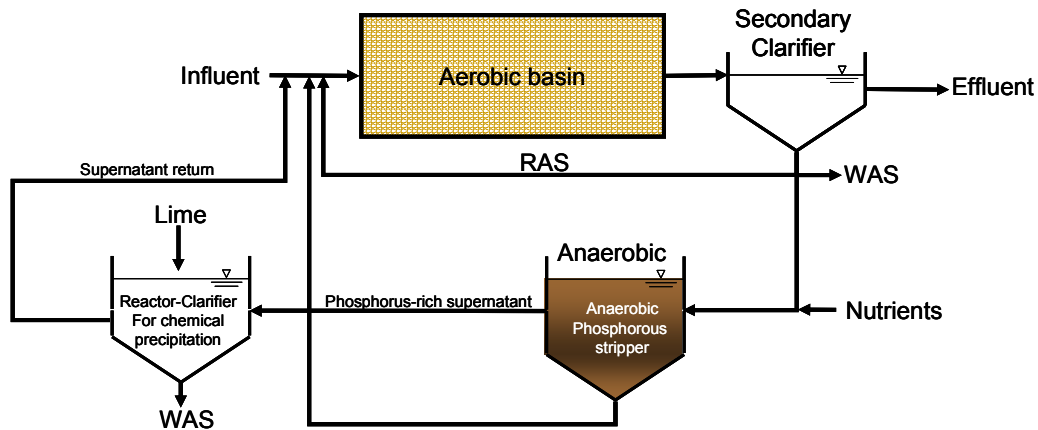 Secondary
Clarifier
Influent
Aerobic basin
Effluent
RAS
Supernatant return
WAS
Lime
Anaerobic
Reactor-Clarifier
For chemical
precipitation
Phosphorus-rich supernatant
Anaerobic
Phosphorous
stripper
Nutrients
WAS